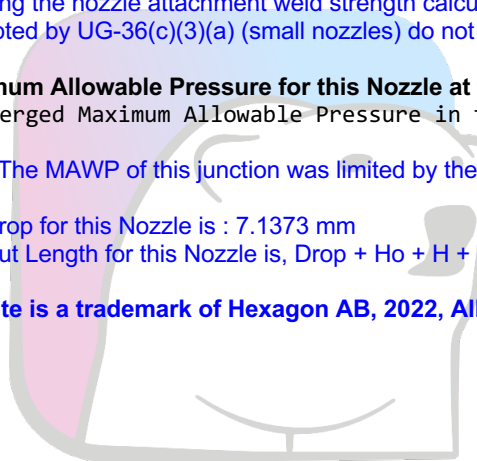 ng the nozzle attachment weld strength calcu
pted by UG-36(c)(3)(a) (small nozzles) do not
num Allowable Pressure for this Nozzle at
erged Maximum Allowable Pressure in
The MAWP of this junction was limited by the
rop for this Nozzle is : 7.1373 mm
ut Length for this Nozzle is, Drop + Ho + H +
te is a trademark of Hexagon AB, 2022, All